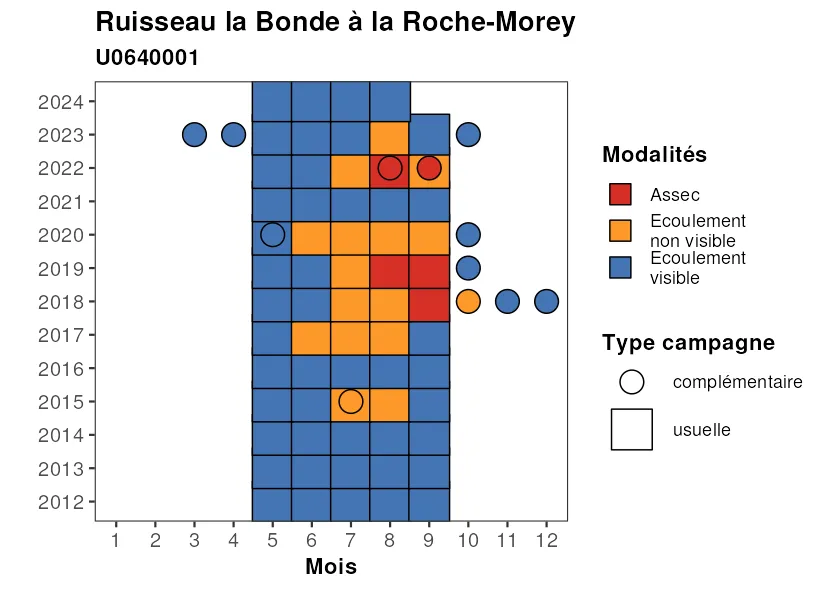 Ruisseau la Bonde à la Roche-Morey
U0640001
2024
2023
2022
2021
2020
2019
2018
2017
2016
2015
2014
2013
2012
1 2 3 4 5 6 7 8 9 10 11 12
Mois
Modalités
Assec
Ecoulement
non visible
Ecoulement
visible
Type campagne
complémentaire
usuelle